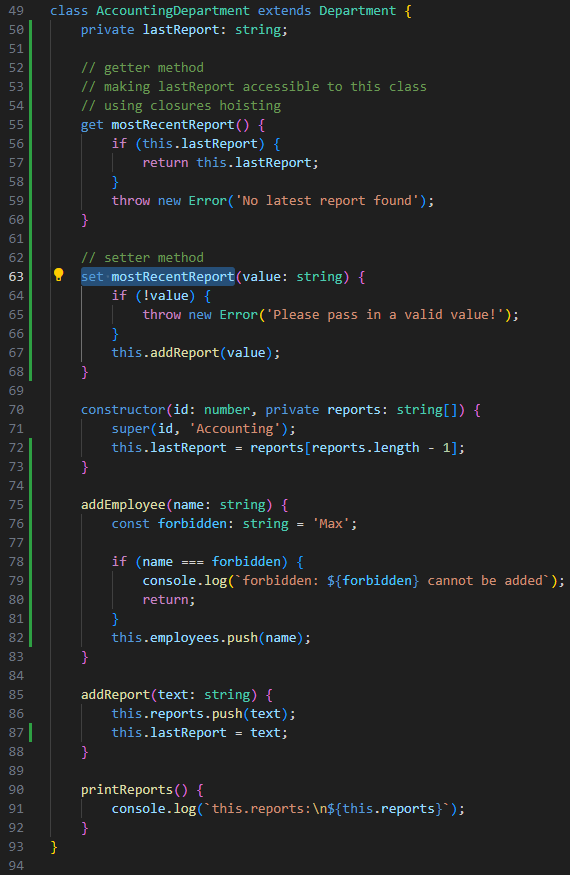 49 class AccountingDepartment extends Department {
50     private lastReport: string;
51
52     // getter method
53     // making lastReport accessible to this class
54     // using closures hoisting
55     get mostRecentReport() {
56         if (this.lastReport) {
57             return this.lastReport;
58         }
59         throw new Error('No latest report found');
60     }
61
62     // setter method
63     set mostRecentReport(value: string) {
64         if (!value) {
65             throw new Error('Please pass in a valid value!');
66         }
67         this.addReport(value);
68     }
69
70     constructor(id: number, private reports: string[]) {
71         super(id, 'Accounting');
72         this.lastReport = reports[reports.length - 1];
73     }
74
75     addEmployee(name: string) {
76         const forbidden: string = 'Max';
77
78         if (name === forbidden) {
79             console.log(`forbidden: ${forbidden} cannot be added`);
80             return;
81         }
82         this.employees.push(name);
83     }
84
85     addReport(text: string) {
86         this.reports.push(text);
87         this.lastReport = text;
88     }
89
90     printReports() {
91         console.log(`this.reports:\n${this.reports}`);
92     }
93 }
94